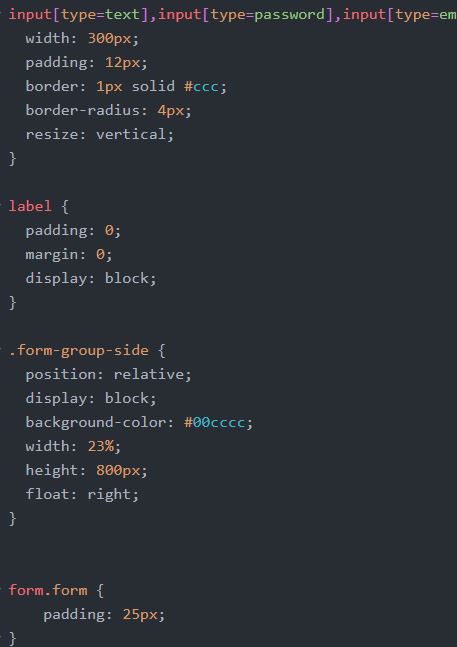 input[type=text],input[type=password],input[type=em
  width: 300px;
  padding: 12px;
  border: 1px solid #ccc;
  border-radius: 4px;
  resize: vertical;
}

label {
  padding: 0;
  margin: 0;
  display: block;
}

.form-group-side {
  position: relative;
  display: block;
  background-color: #00cccc;
  width: 23%;
  height: 800px;
  float: right;
}


form.form {
    padding: 25px;
}